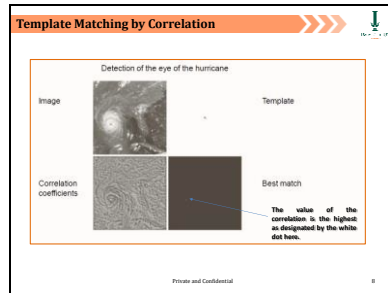 Template Matching by Correlation
Detection of the eye of the hurricane
Image
Template
Correlation
coefficients
Best match
The value of the
correlation is the highest
as designated by the white
dot here.
Private and Confidential
8